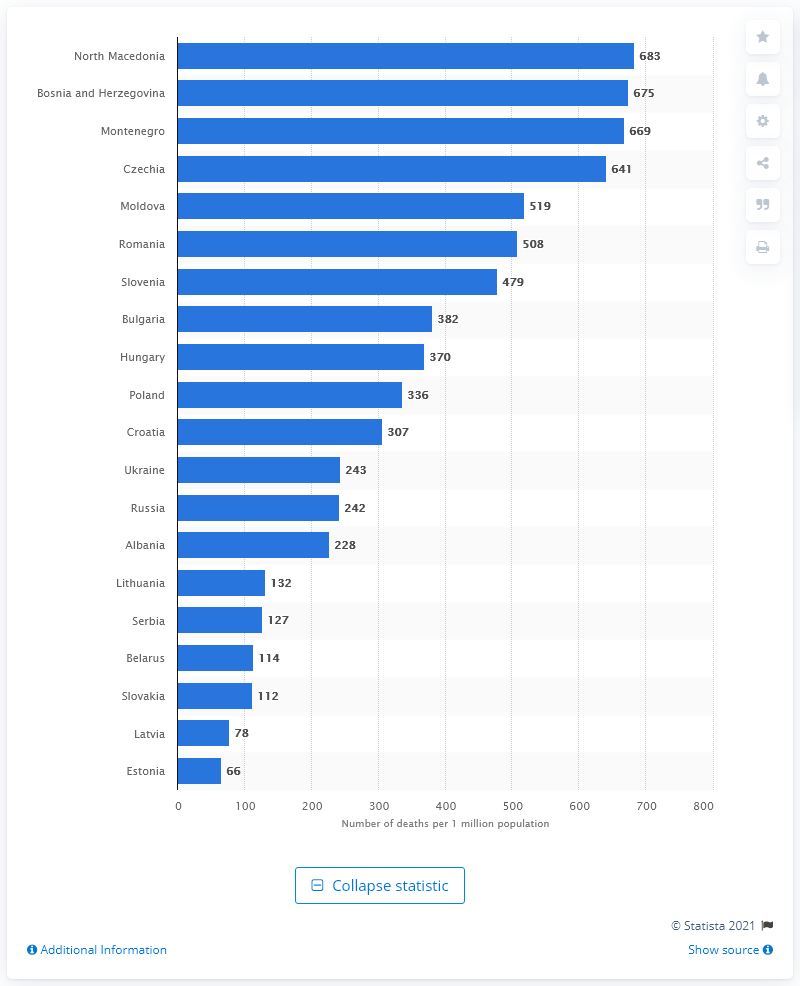 North Macedonia 683
Bosnia and Herzegovina 675
Montenegro 669
Czechia 641
Moldova 519
Romania 508
Slovenia 479
Bulgaria 382
Hungary 370
Poland 336
Croatia 307
Ukraine 243
Russia 242
Albania 228
Lithuania 132
Serbia 127
Belarus 114
Slovakia 112
Latvia 78
Estonia 66
0 100 200 300 400 500 600 700 800
Number of deaths per 1 million population
Collapse statistic
© Statista 2021
Additional Information Show source